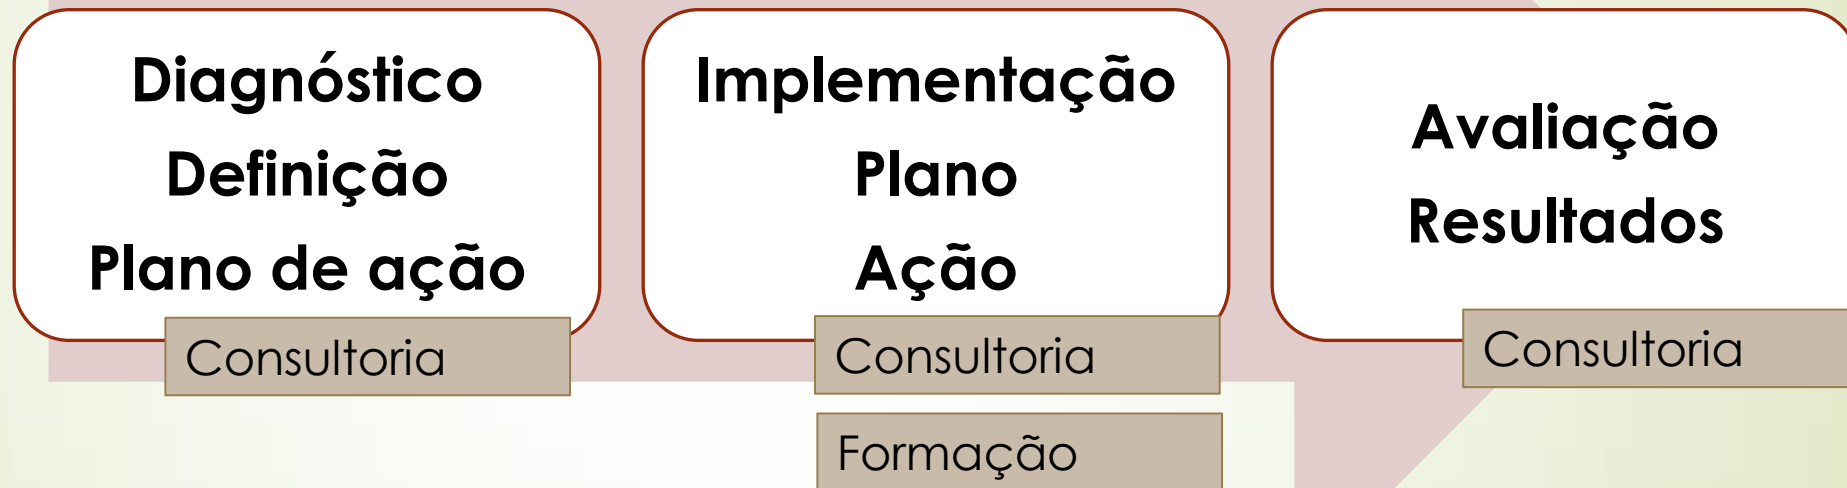 Diagnóstico
Definição
Plano de ação
Consultoria
Implementação
Plano
Ação
Consultoria
Formação
Avaliação
Resultados
Consultoria